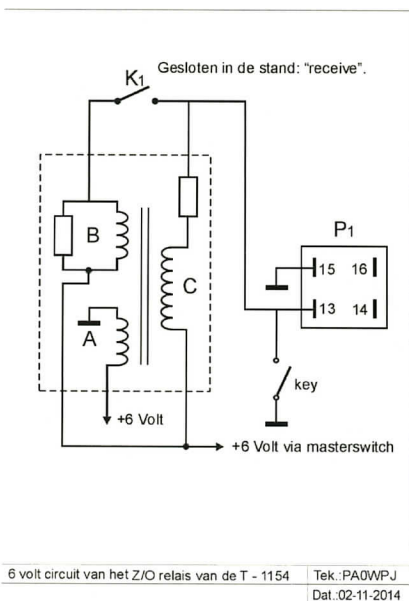 K1 Gesloten in de stand: “receive”.
B
C
A
P1
15 16
13 14
key
+6 Volt
+6 Volt via masterswitch
6 volt circuit van het Z/O relais van de T - 1154 Tek.:PA0WPJ
Dat.:02-11-2014